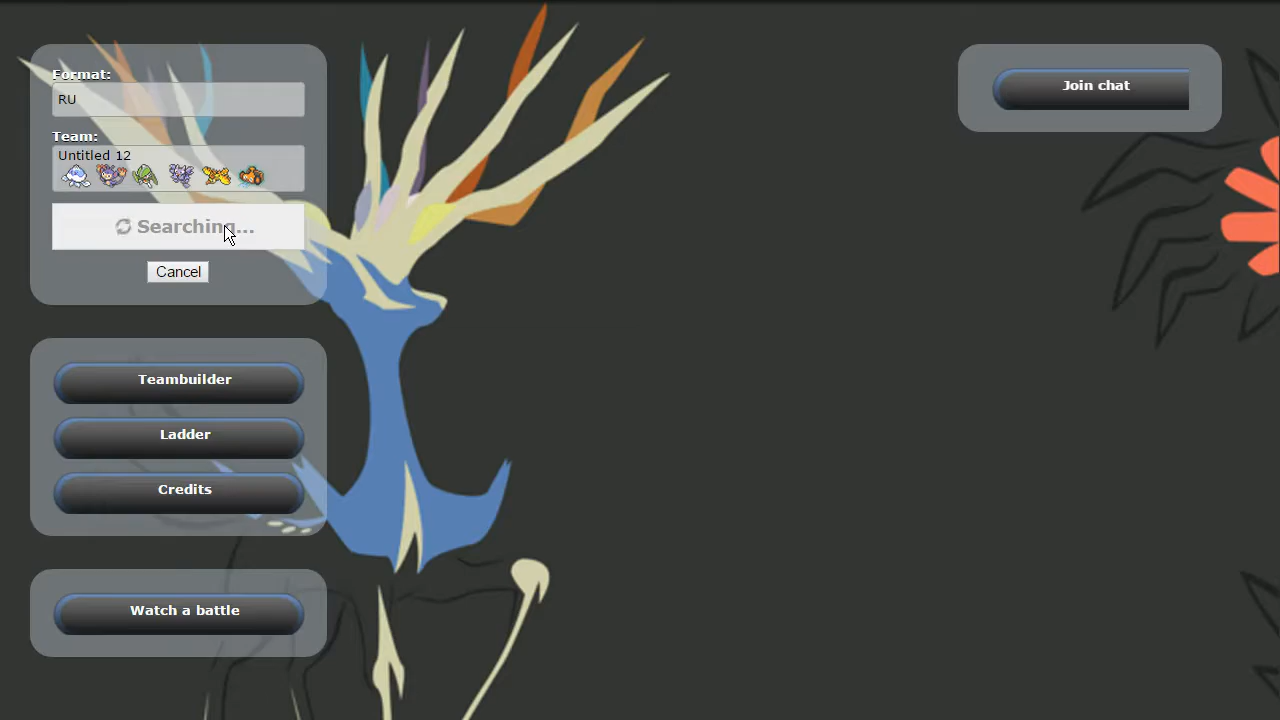 Format:
RU
Team:
Untitled 12
Searching...
Cancel
Teambuilder
Ladder
Credits
Watch a battle
Join chat